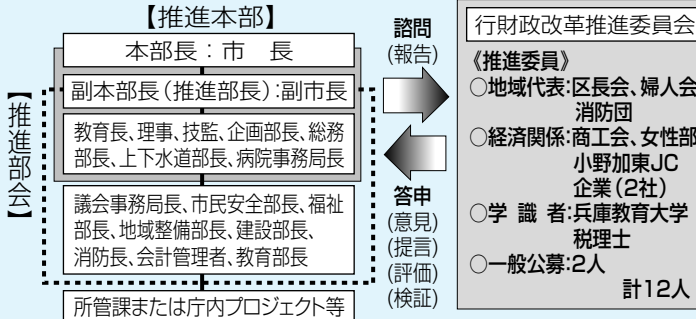 【推進本部】
本部長：市　長
副本部長（推進部長）：副市長
教育長、理事、技監、企画部長、総務
部長、上下水道部長、病院事務局長
【推進部会】
議会事務局長、市民安全部長、福祉
部長、地域整備部長、建設部長、
消防長、会計管理者、教育部長
所管課または庁内プロジェクト等
諮問
(報告)
答申
(意見)
(提言)
(評価)
(検証)
行財政改革推進委員会
《推進委員》
○地域代表:区長会、婦人会
消防団
○経済関係:商工会、女性部
小野加東JC
企業（2社）
○学 識 者:兵庫教育大学
税理士
○一般公募:2人
計12人